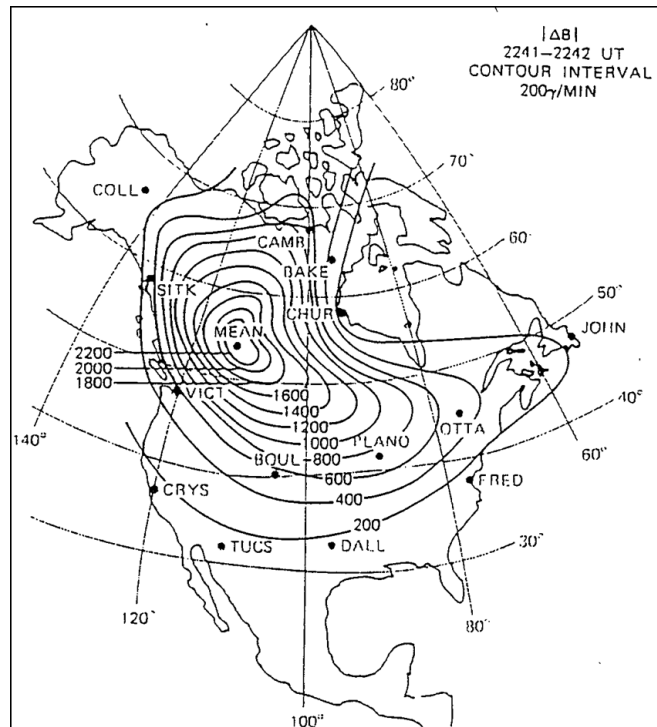 |ΔB|
2241–2242 UT
CONTOUR INTERVAL
200γ/MIN
80°
70°
60°
50°
40°
30°
COLL
CAMB
BAKE
SITK
CHUR
MEAN
JOHN
2200
2000
1800
VICT
1600
1400
1200
1000
800
600
400
200
PLANO
OTTA
BOUL
CRYS
FRED
TUCS
DALL
140°
120°
100°
80°
60°